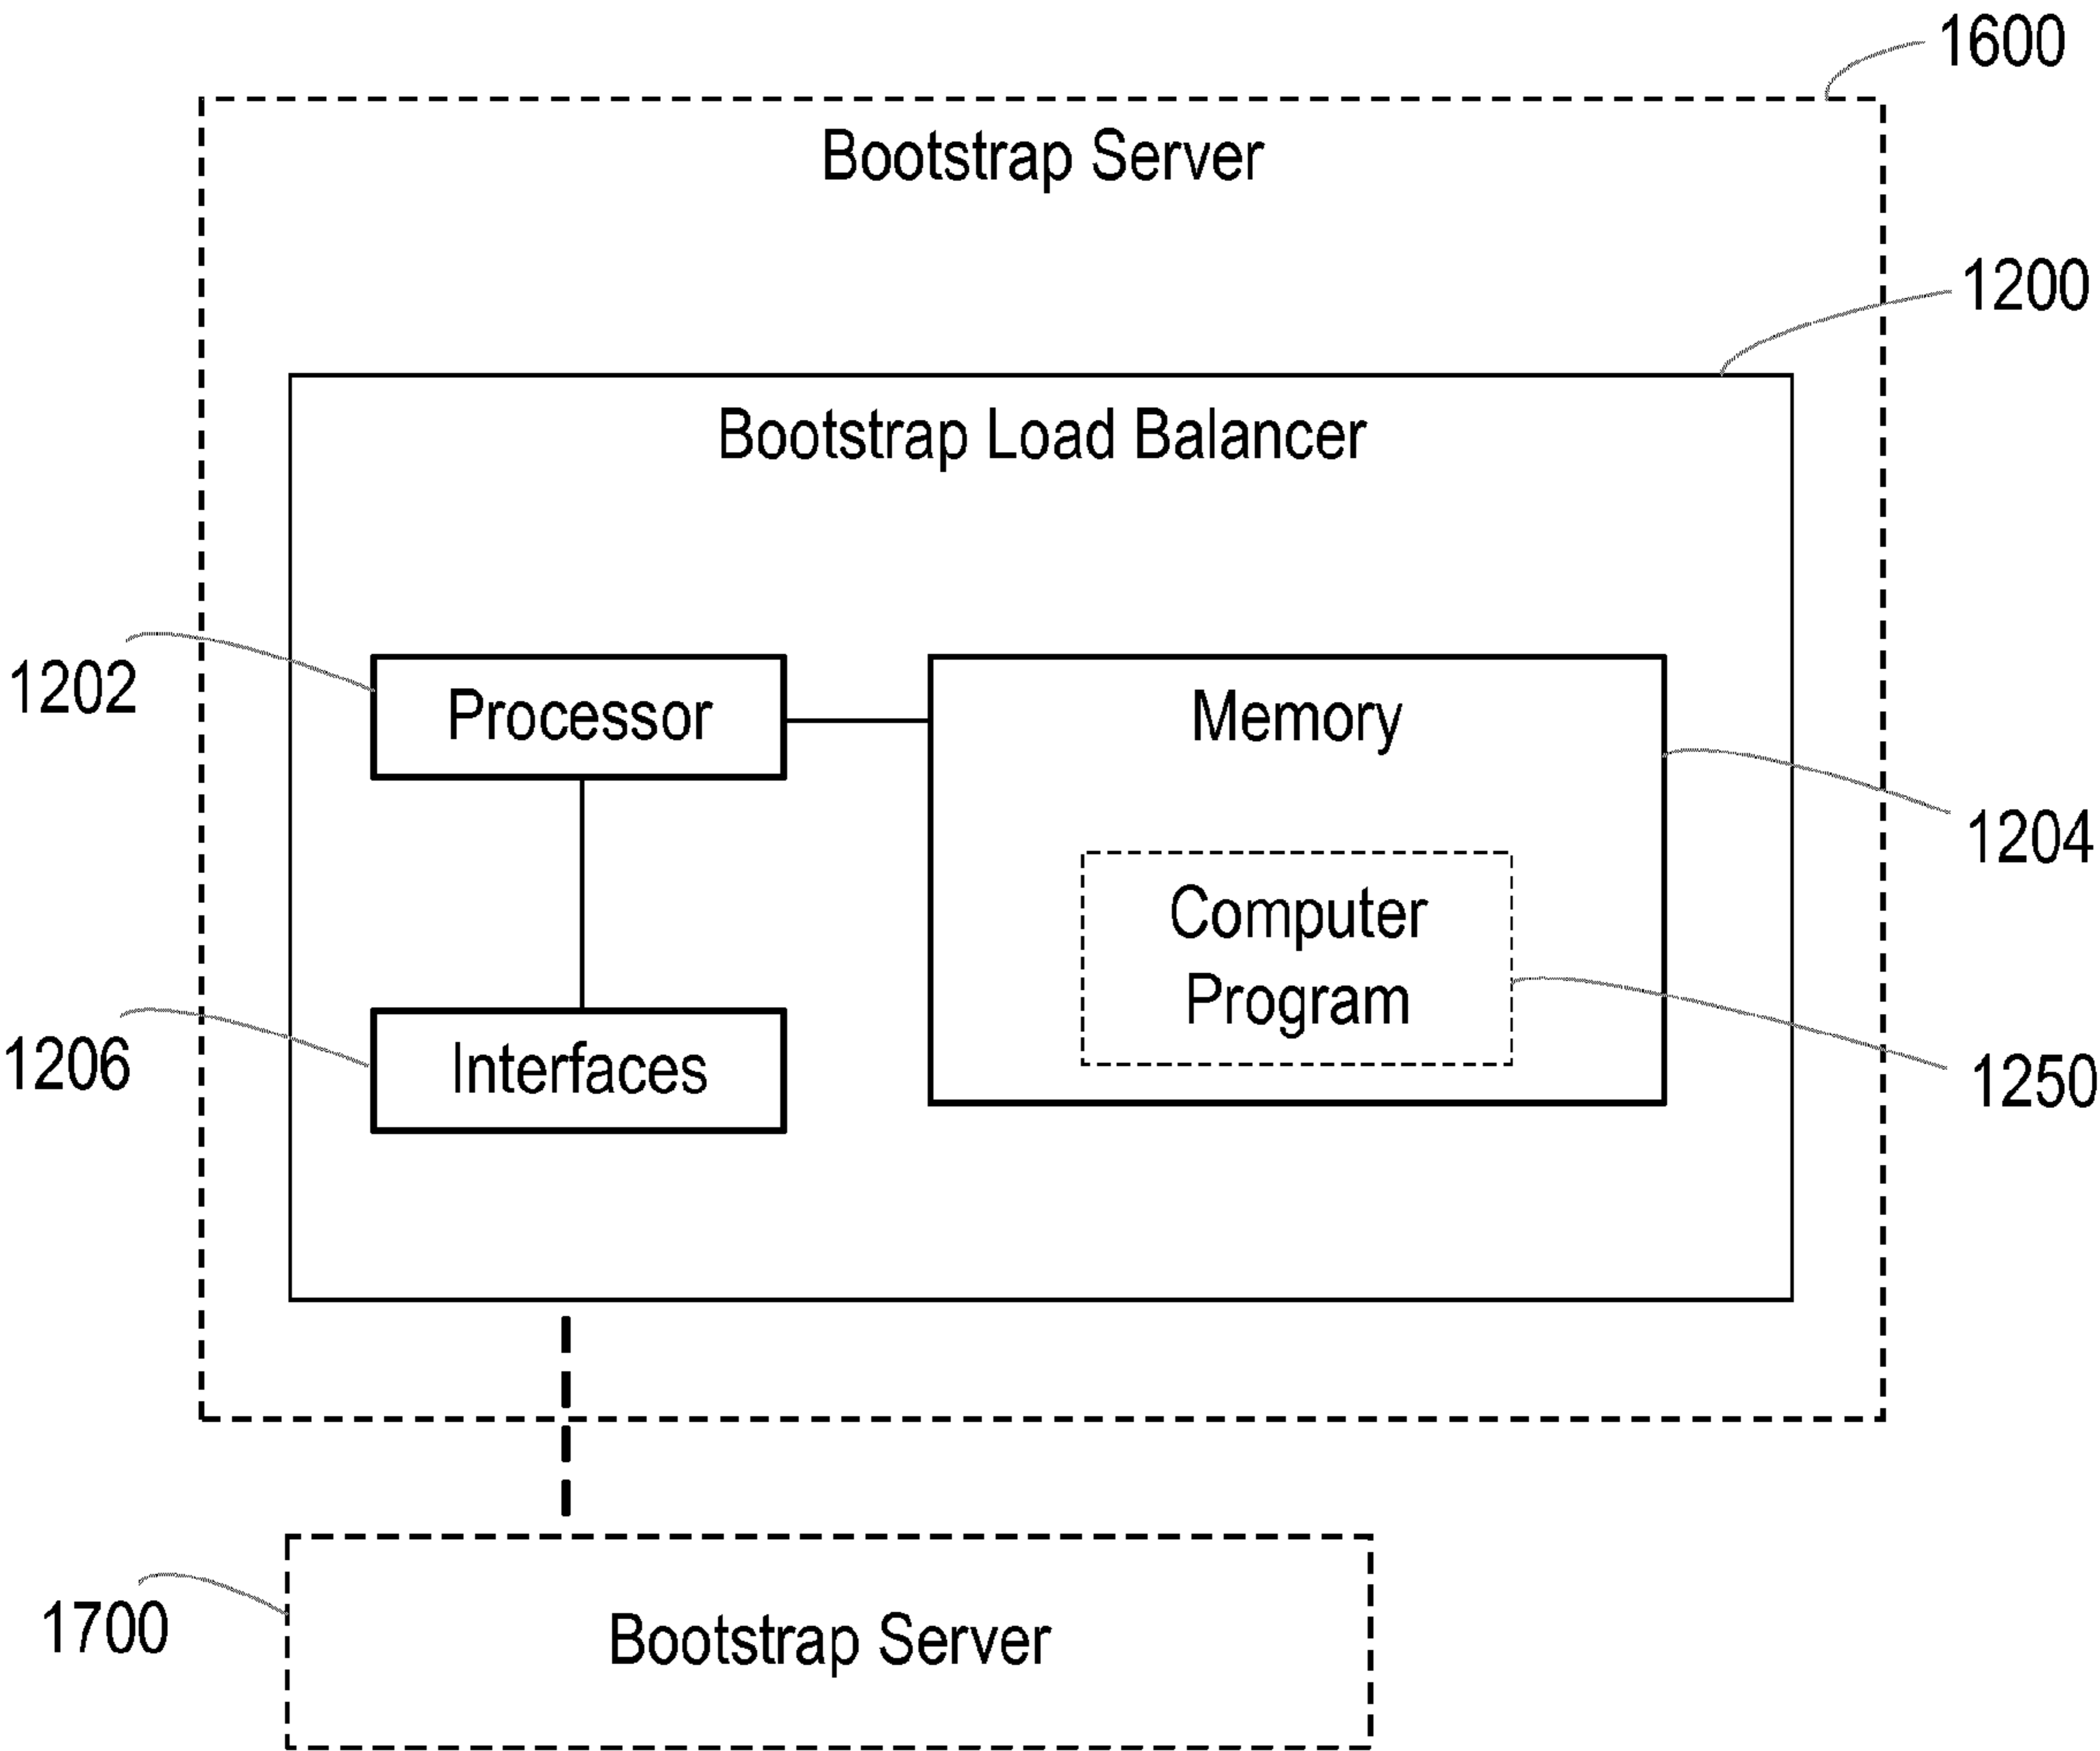 1600
Bootstrap Server
1200
Bootstrap Load Balancer
1202
Processor
Memory
1204
Computer
Program
1206
Interfaces
1250
1700
Bootstrap Server